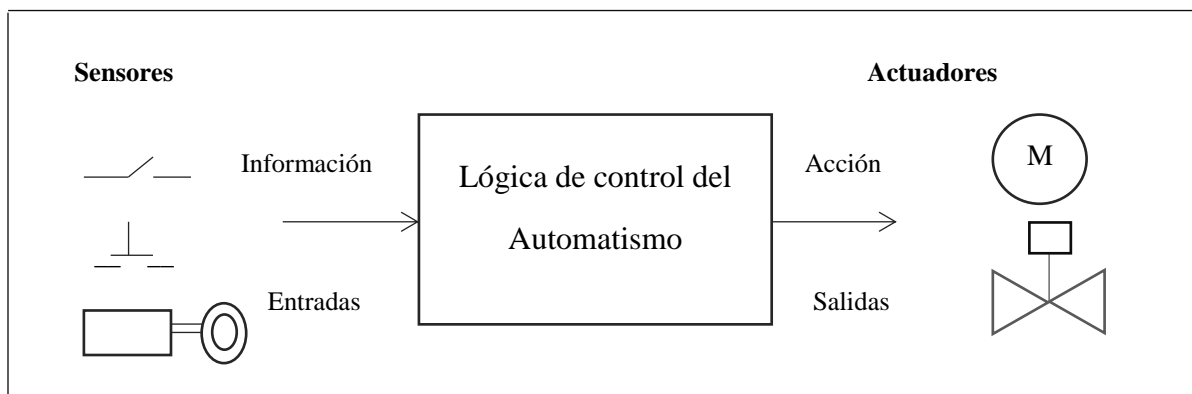 Sensores
Actuadores
Información
Lógica de control del
Automatismo
Acción
M
Entradas
Salidas